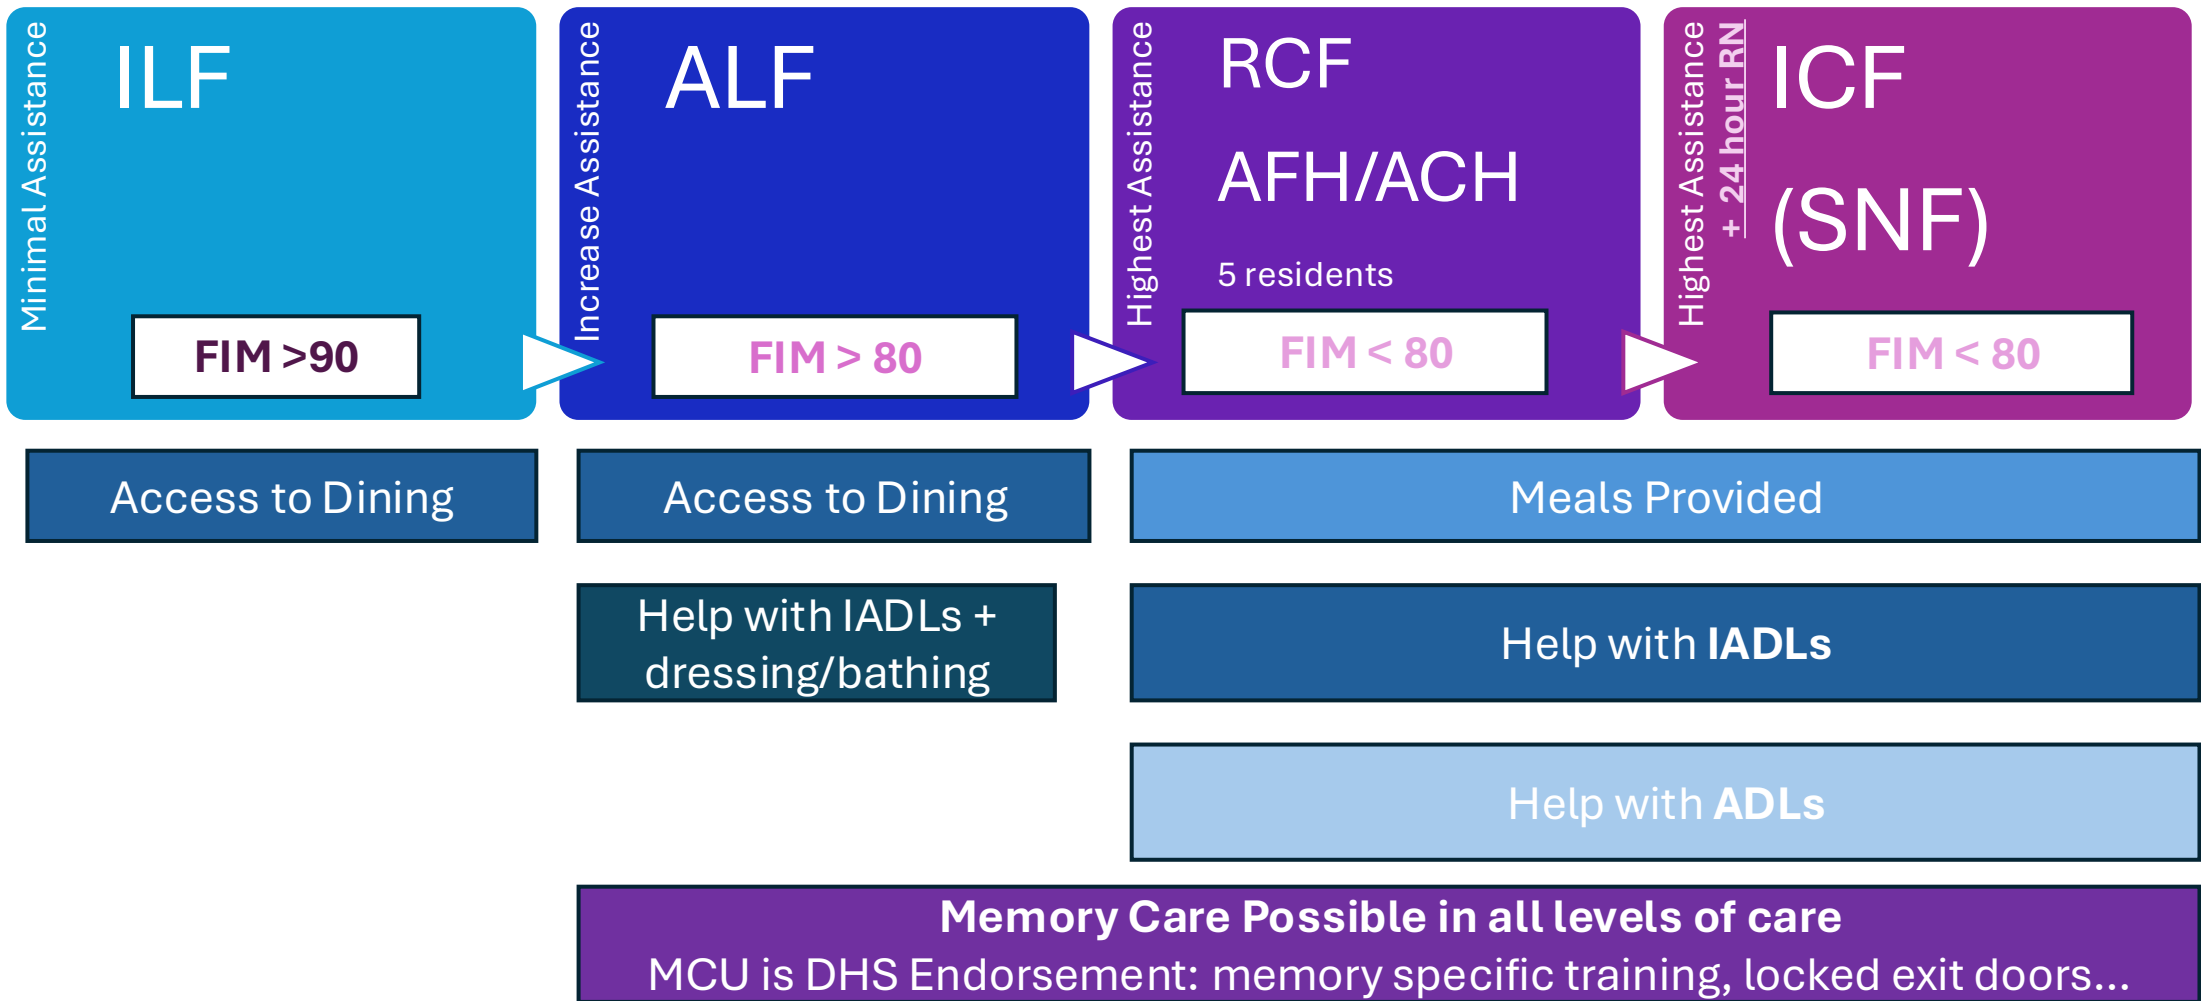 Minimal Assistance
ILF
FIM >90
Increase Assistance
ALF
FIM > 80
Highest Assistance
RCF
AFH/ACH
5 residents
FIM < 80
Highest Assistance
+ 24 hour RN
ICF
(SNF)
FIM < 80
Access to Dining
Access to Dining
Meals Provided
Help with IADLs +
dressing/bathing
Help with IADLs
Help with ADLs
Memory Care Possible in all levels of care
MCU is DHS Endorsement: memory specific training, locked exit doors...